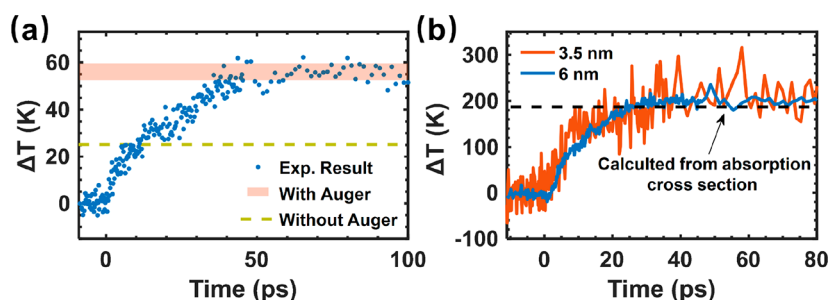 (a)
60
40
20
0
ΔT (K)
Exp. Result
With Auger
Without Auger
0
50
100
Time (ps)
(b)
300
200
100
0
-100
ΔT (K)
3.5 nm
6 nm
Calculted from absorption
cross section
0
20
40
60
80
Time (ps)